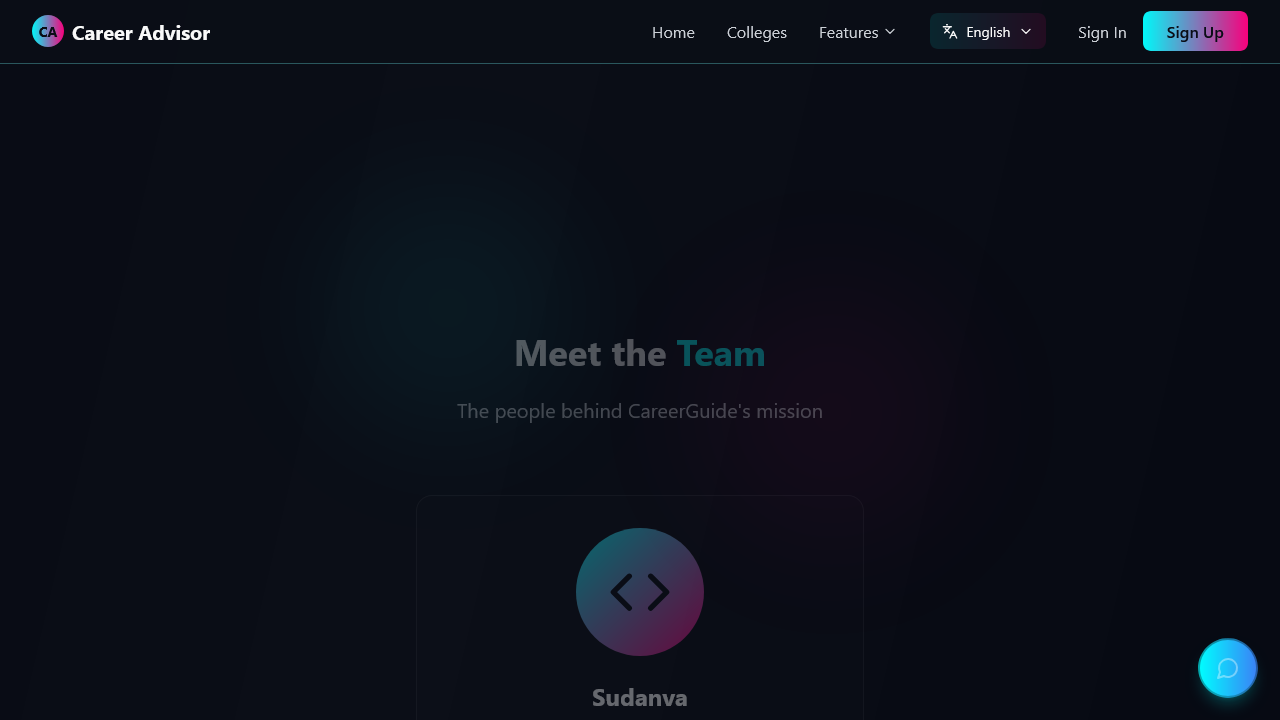 CA Career Advisor
Home Colleges Features English Sign In Sign Up
Meet the Team
The people behind CareerGuide's mission
Sudanva